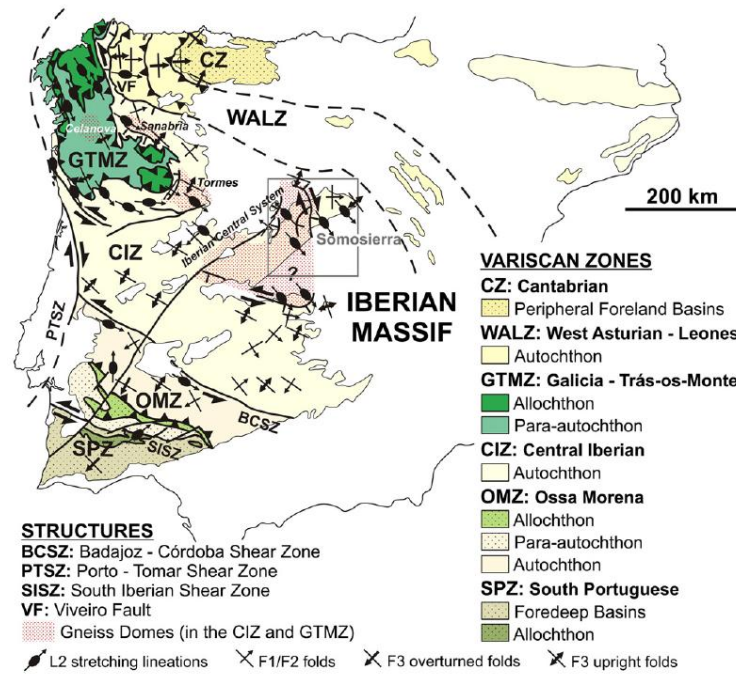 CZ
VF
WALZ
Celanova
Sanabria
GTMZ
Tormes
200 km
Iberian Central System
Somosierra
CIZ
?
IBERIAN
MASSIF
PTSZ
OMZ
BCSZ
SPZ
SISZ
VARISCAN ZONES
CZ: Cantabrian
Peripheral Foreland Basins
WALZ: West Asturian - Leones
Autochthon
GTMZ: Galicia - Trás-os-Monte
Allochthon
Para-autochthon
CIZ: Central Iberian
Autochthon
OMZ: Ossa Morena
Allochthon
Para-autochthon
Autochthon
SPZ: South Portuguese
Foredeep Basins
Allochthon
STRUCTURES
BCSZ: Badajoz - Córdoba Shear Zone
PTSZ: Porto - Tomar Shear Zone
SISZ: South Iberian Shear Zone
VF: Viveiro Fault
Gneiss Domes (in the CIZ and GTMZ)
L2 stretching lineations F1/F2 folds F3 overturned folds F3 upright folds